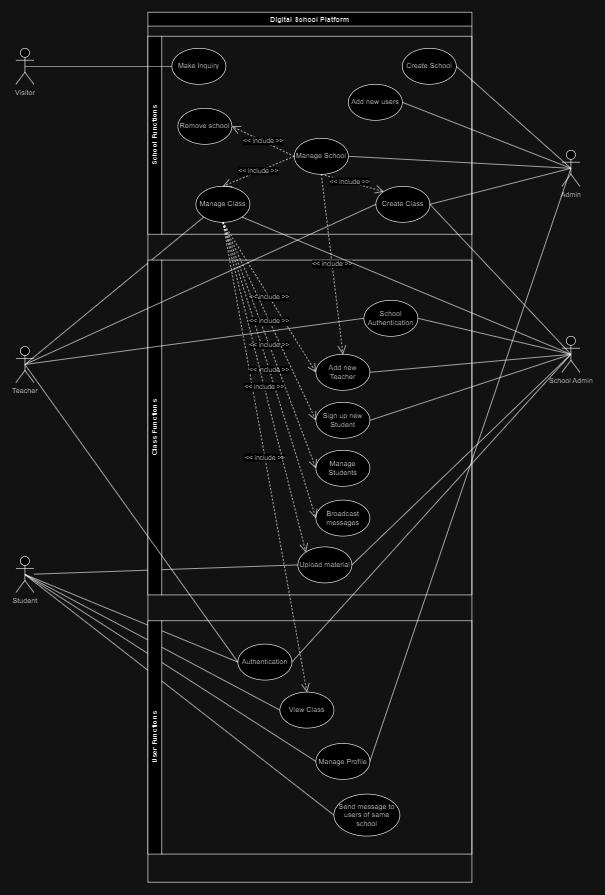 Digital School Platform
School Functions
Make Inquiry
Create School
Visitor
Add new users
Remove school
<< include >>
Manage School
<< include >>
<< include >>
Admin
Manage Class
Create Class
<< include >>
Class Functions
<< include >>
School
Authentication
<< include >>
<< include >>
Teacher
Add new
Teacher
<< include >>
School Admin
<< include >>
Sign up new
Student
<< include >>
Manage
Students
Broadcast
messages
Upload material
Student
User Functions
Authentication
View Class
Manage Profile
Send message to
users of same
school